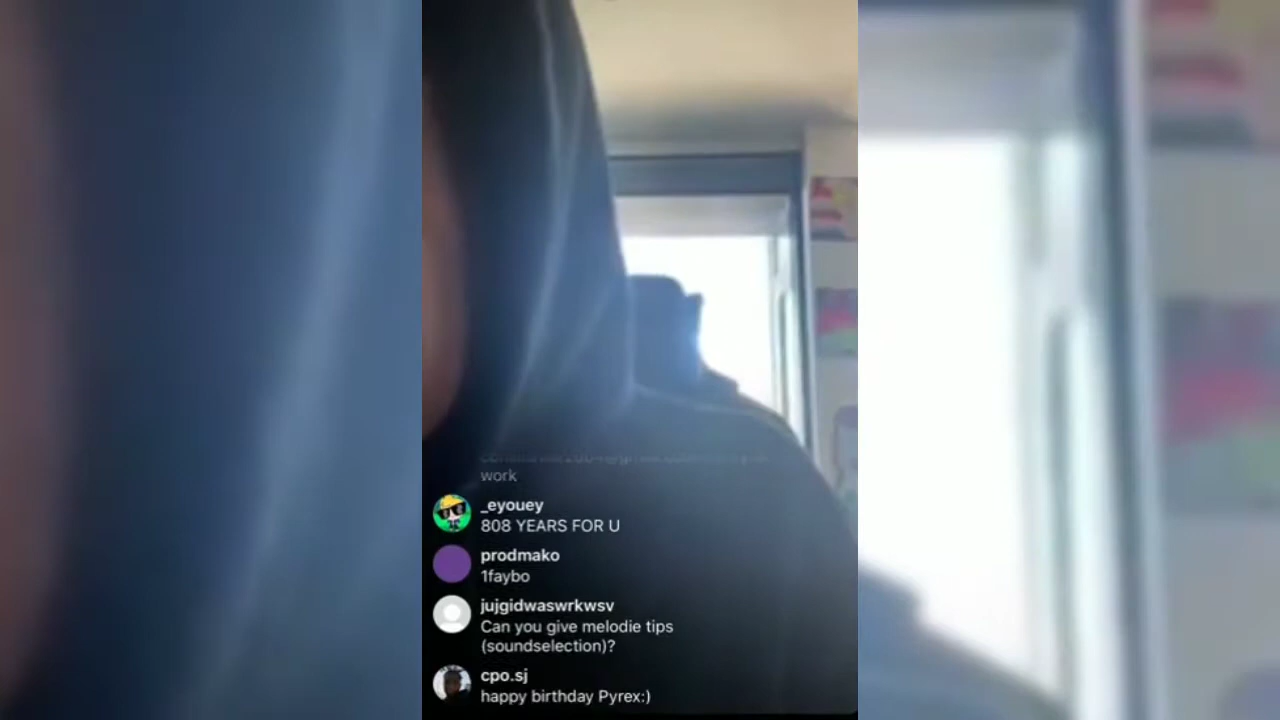 work
_eyouey
808 YEARS FOR U
prodmako
1faybo
jujgidwaswrkwsv
Can you give melodie tips
(soundselection)?
cpo.sj
happy birthday Pyrex:)